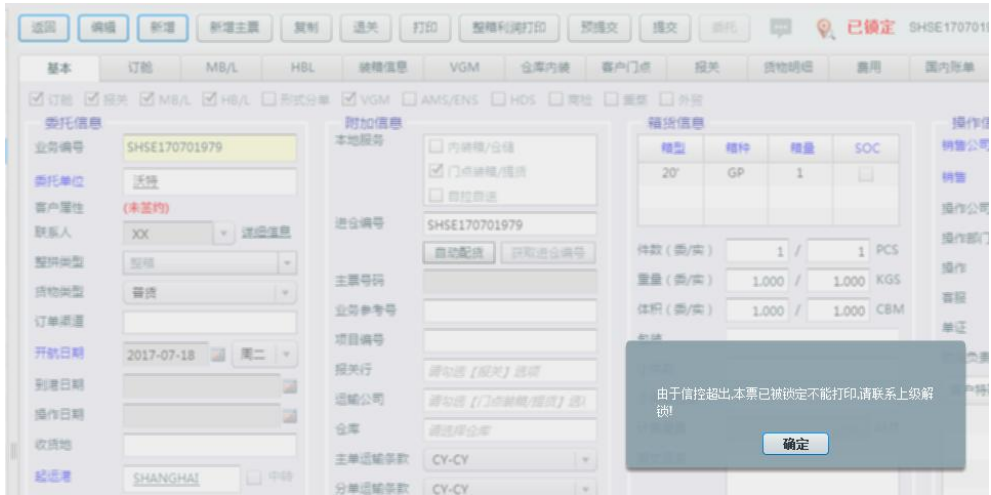 返回 编辑 新增 新增主票 复制 退关 打印 整箱利润打印 预提交 提交 委托 已锁定 SHSE1707019
基本 订舱 MB/L HBL 装箱信息 VGM 仓库内装 客户门点 报关 货物明细 费用 国内账单
订舱 报关 MB/L HB/L 形式分单 VGM AMS/ENS HDS 商检 重票 外贸
委托信息 附加信息 箱货信息 操作信
业务编号 SHSE170701979 本地服务 内装箱/仓储 箱型 箱种 箱量 SOC 销售公司
委托单位 沃特 门点装箱/提货 20' GP 1 销售
客户属性 (未签约) 自拉自送 操作公司
联系人 XX 详细信息 进仓编号 SHSE170701979 操作部门
整拼类型 整箱 自动配货 获取进仓编号 件数(委/实) 1 / 1 PCS 操作
货物类型 普货 主票号码 重量(委/实) 1.000 / 1.000 KGS 客服
订单渠道 业务参考号 体积(委/实) 1.000 / 1.000 CBM 单证
开航日期 2017-07-18 周二 项目编号 包装
到港日期 报关行 请勾选【报关】选项
操作日期 运输公司 请勾选【门点装箱/提货】选
收货地 仓库 请选择仓库
起运港 SHANGHAI 中转 主单运输条款 CY-CY
分单运输条款 CY-CY
由于信控超出,本票已被锁定不能打印,请联系上级解
锁!
确定